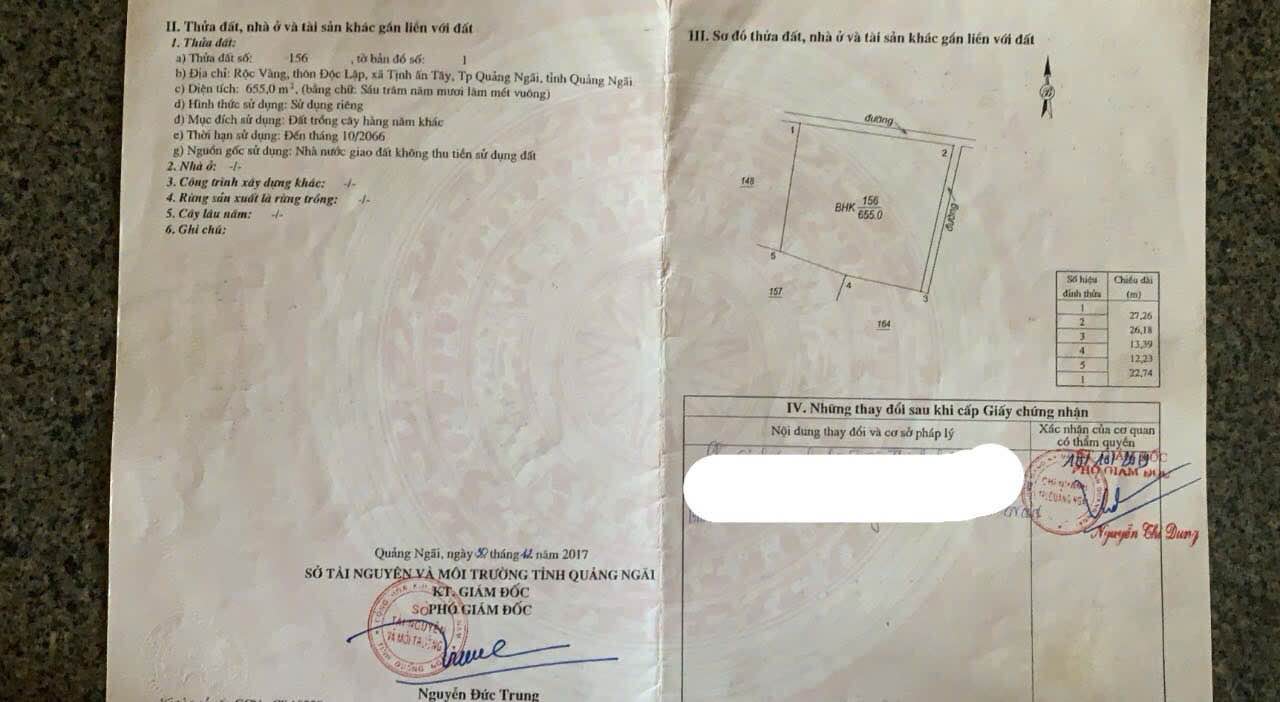 II. Thửa đất, nhà ở và tài sản khác gắn liền với đất
1. Thửa đất:
a) Thửa đất số: 156 , tờ bản đồ số: 1
b) Địa chỉ: Rộc Vàng, thôn Độc Lập, xã Tịnh Ấn Tây, Tp Quảng Ngãi, tỉnh Quảng Ngãi
c) Diện tích: 655,0 m², (bằng chữ: Sáu trăm năm mươi lăm mét vuông)
d) Hình thức sử dụng: Sử dụng riêng
đ) Mục đích sử dụng: Đất trồng cây hàng năm khác
e) Thời hạn sử dụng: Đến tháng 10/2066
g) Nguồn gốc sử dụng: Nhà nước giao đất không thu tiền sử dụng đất
2. Nhà ở: -/-
3. Công trình xây dựng khác: -/-
4. Rừng sản xuất là rừng trồng: -/-
5. Cây lâu năm: -/-
6. Ghi chú:
Quảng Ngãi, ngày tháng 12 năm 2017
SỞ TÀI NGUYÊN VÀ MÔI TRƯỜNG TỈNH QUẢNG NGÃI
KT. GIÁM ĐỐC
PHÓ GIÁM ĐỐC
SỞ
TÀI NGUYÊN
VÀ MÔI TRƯỜNG
Nguyễn Đức Trung
III. Sơ đồ thửa đất, nhà ở và tài sản khác gắn liền với đất
B
đường
1
2
148
BHK 156
655.0
đường
5
4
3
157
164
Số hiệu đỉnh thửa
Chiều dài (m)
1
27,26
2
26,18
3
13,39
4
12,23
5
22,74
1
IV. Những thay đổi sau khi cấp Giấy chứng nhận
Nội dung thay đổi và cơ sở pháp lý
Xác nhận của cơ quan
có thẩm quyền
GIÁM ĐỐC
PHÓ GIÁM ĐỐC
CHI NHÁNH
Nguyễn Thị Dung